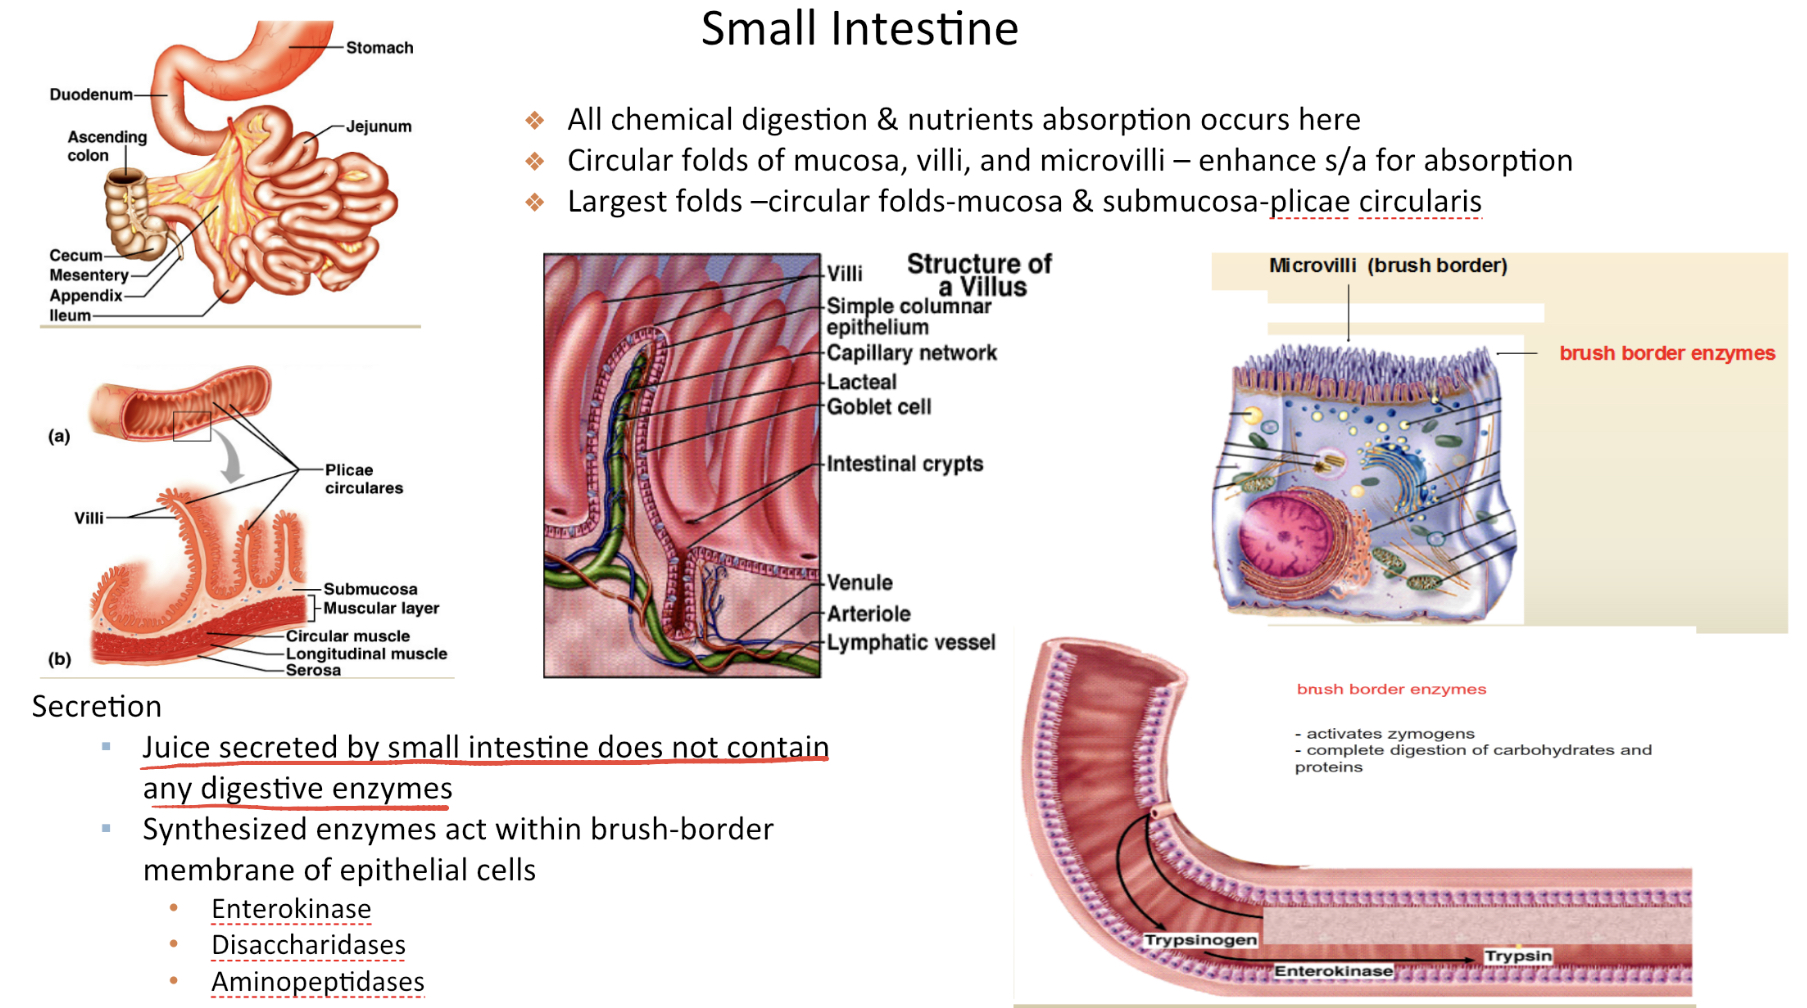 Small Intestine
❖ All chemical digestion & nutrients absorption occurs here
❖ Circular folds of mucosa, villi, and microvilli – enhance s/a for absorption
❖ Largest folds –circular folds-mucosa & submucosa-plicae circularis
Stomach
Duodenum
Jejunum
Ascending
colon
Cecum
Mesentery
Appendix
Ileum
(a)
Plicae
circulares
Villi
Submucosa
Muscular layer
Circular muscle
Longitudinal muscle
(b)
Serosa
Structure of
a Villus
Villi
Simple columnar
epithelium
Capillary network
Lacteal
Goblet cell
Intestinal crypts
Venule
Arteriole
Lymphatic vessel
Microvilli (brush border)
brush border enzymes
Secretion
▪ Juice secreted by small intestine does not contain
any digestive enzymes
▪ Synthesized enzymes act within brush-border
membrane of epithelial cells
• Enterokinase
• Disaccharidases
• Aminopeptidases
brush border enzymes
- activates zymogens
- complete digestion of carbohydrates and
proteins
Trypsinogen
Trypsin
Enterokinase